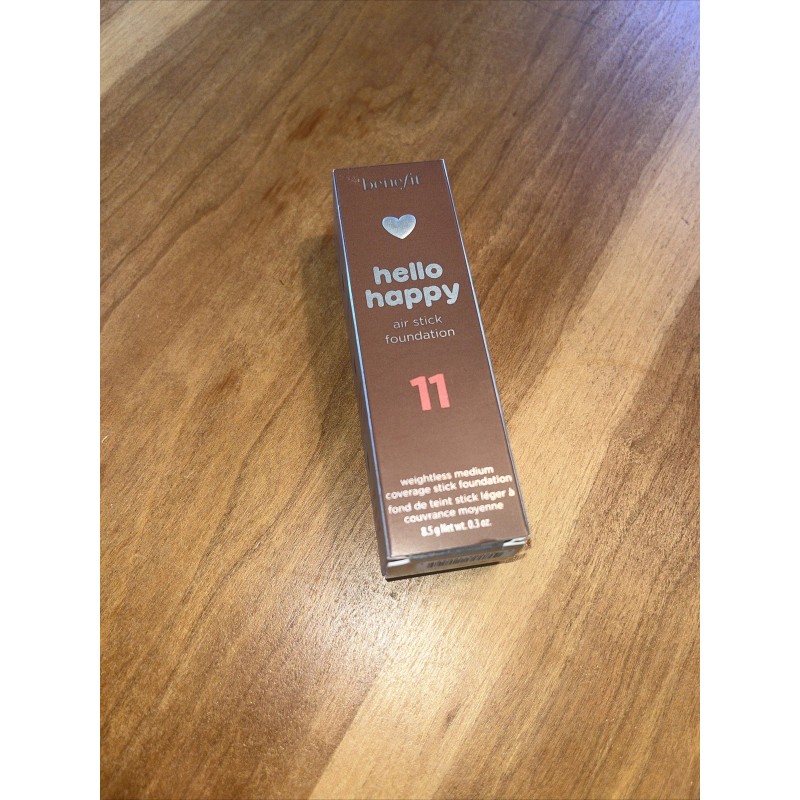 benefit
hello
happy
air stick
foundation
11
weightless medium
coverage stick foundation
fond de teint stick léger à
couvrance moyenne
8.5 g Net wt. 0.3 oz.